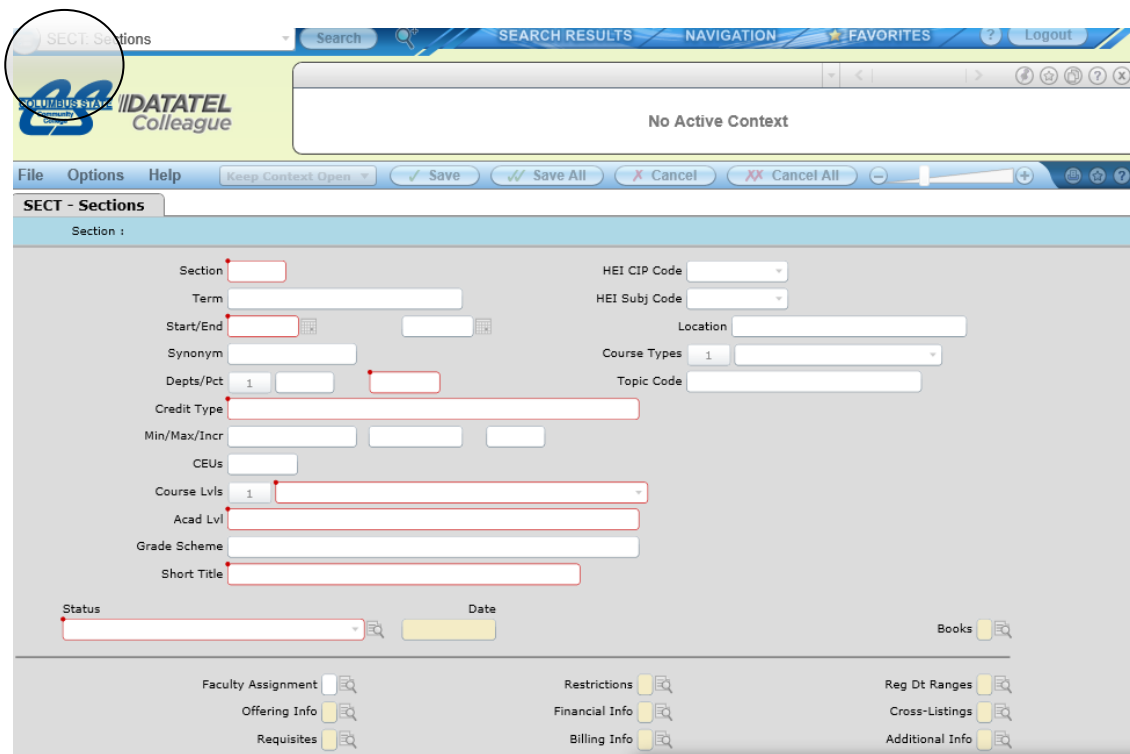 SECT: Sections Search SEARCH RESULTS NAVIGATION FAVORITES ? Logout
COLUMBUS STATE
Community
College
DATATEL
Colleague
No Active Context
File Options Help Keep Context Open Save Save All Cancel Cancel All
SECT - Sections
Section :
Section HEI CIP Code
Term HEI Subj Code
Start/End Location
Synonym Course Types 1
Depts/Pct 1 Topic Code
Credit Type
Min/Max/Incr
CEUs
Course Lvls 1
Acad Lvl
Grade Scheme
Short Title
Status Date
Books
Faculty Assignment Restrictions Reg Dt Ranges
Offering Info Financial Info Cross-Listings
Requisites Billing Info Additional Info